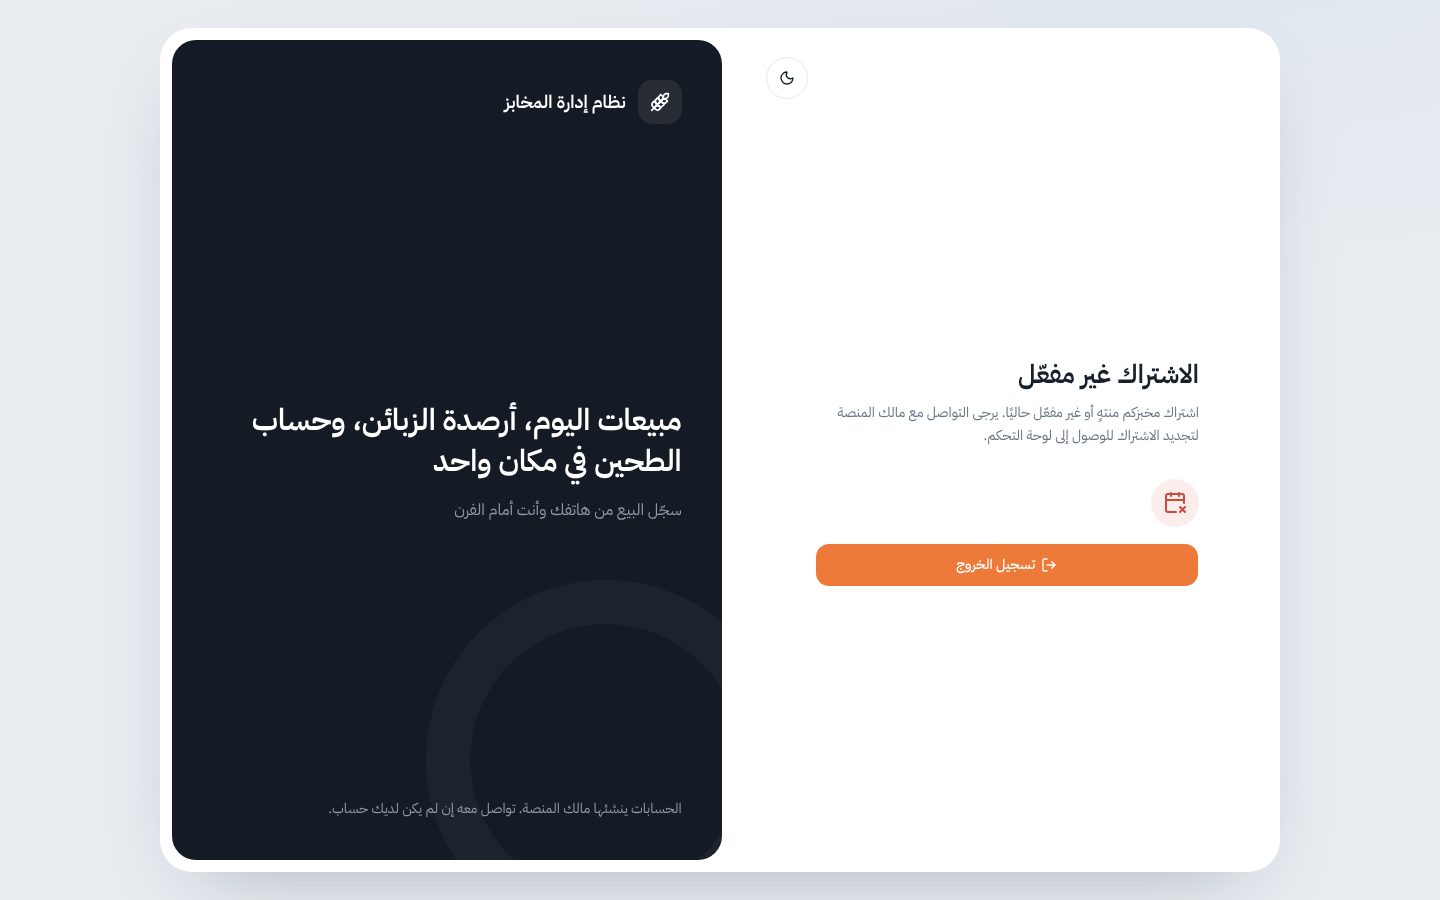 الاشتراك غير مفعّل
اشتراك مخبزكم منتهٍ أو غير مفعّل حاليًا. يرجى التواصل مع مالك المنصة
لتجديد الاشتراك للوصول إلى لوحة التحكم.
تسجيل الخروج
نظام إدارة المخابز
مبيعات اليوم، أرصدة الزبائن، وحساب
الطحين في مكان واحد
سجّل البيع من هاتفك وأنت أمام الفرن
الحسابات ينشئها مالك المنصة. تواصل معه إن لم يكن لديك حساب.